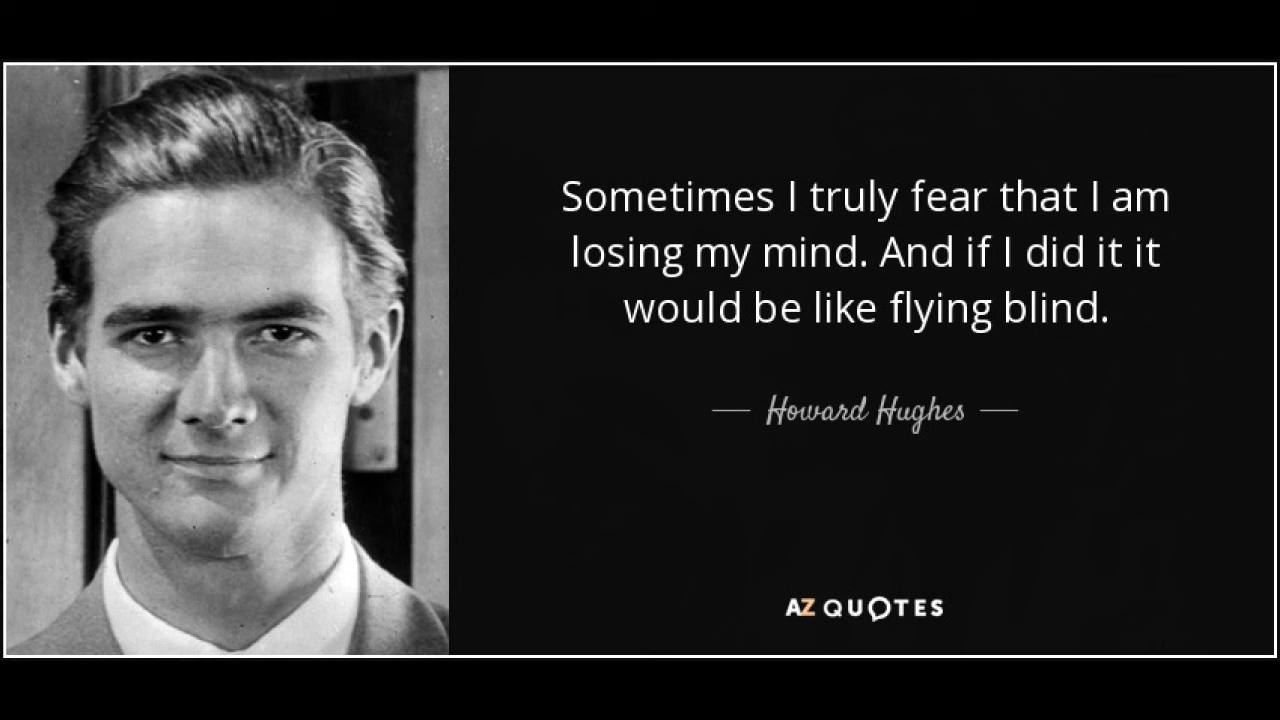 Sometimes I truly fear that I am
losing my mind. And if I did it it
would be like flying blind.
Howard Hughes
AZ QUOTES